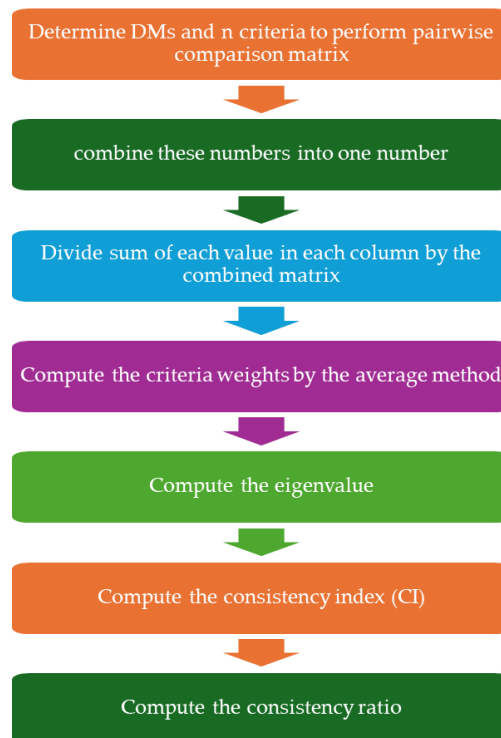 Determine DMs and n criteria to perform pairwise
comparison matrix
combine these numbers into one number
Divide sum of each value in each column by the
combined matrix
Compute the criteria weights by the average method
Compute the eigenvalue
Compute the consistency index (CI)
Compute the consistency ratio